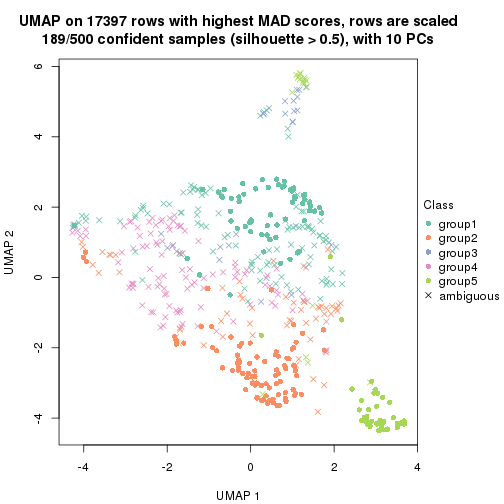 UMAP on 17397 rows with highest MAD scores, rows are scaled
189/500 confident samples (silhouette > 0.5), with 10 PCs
6
4
2
0
-2
-4
UMAP 2
-4
-2
0
2
4
UMAP 1
Class
group1
group2
group3
group4
group5
ambiguous